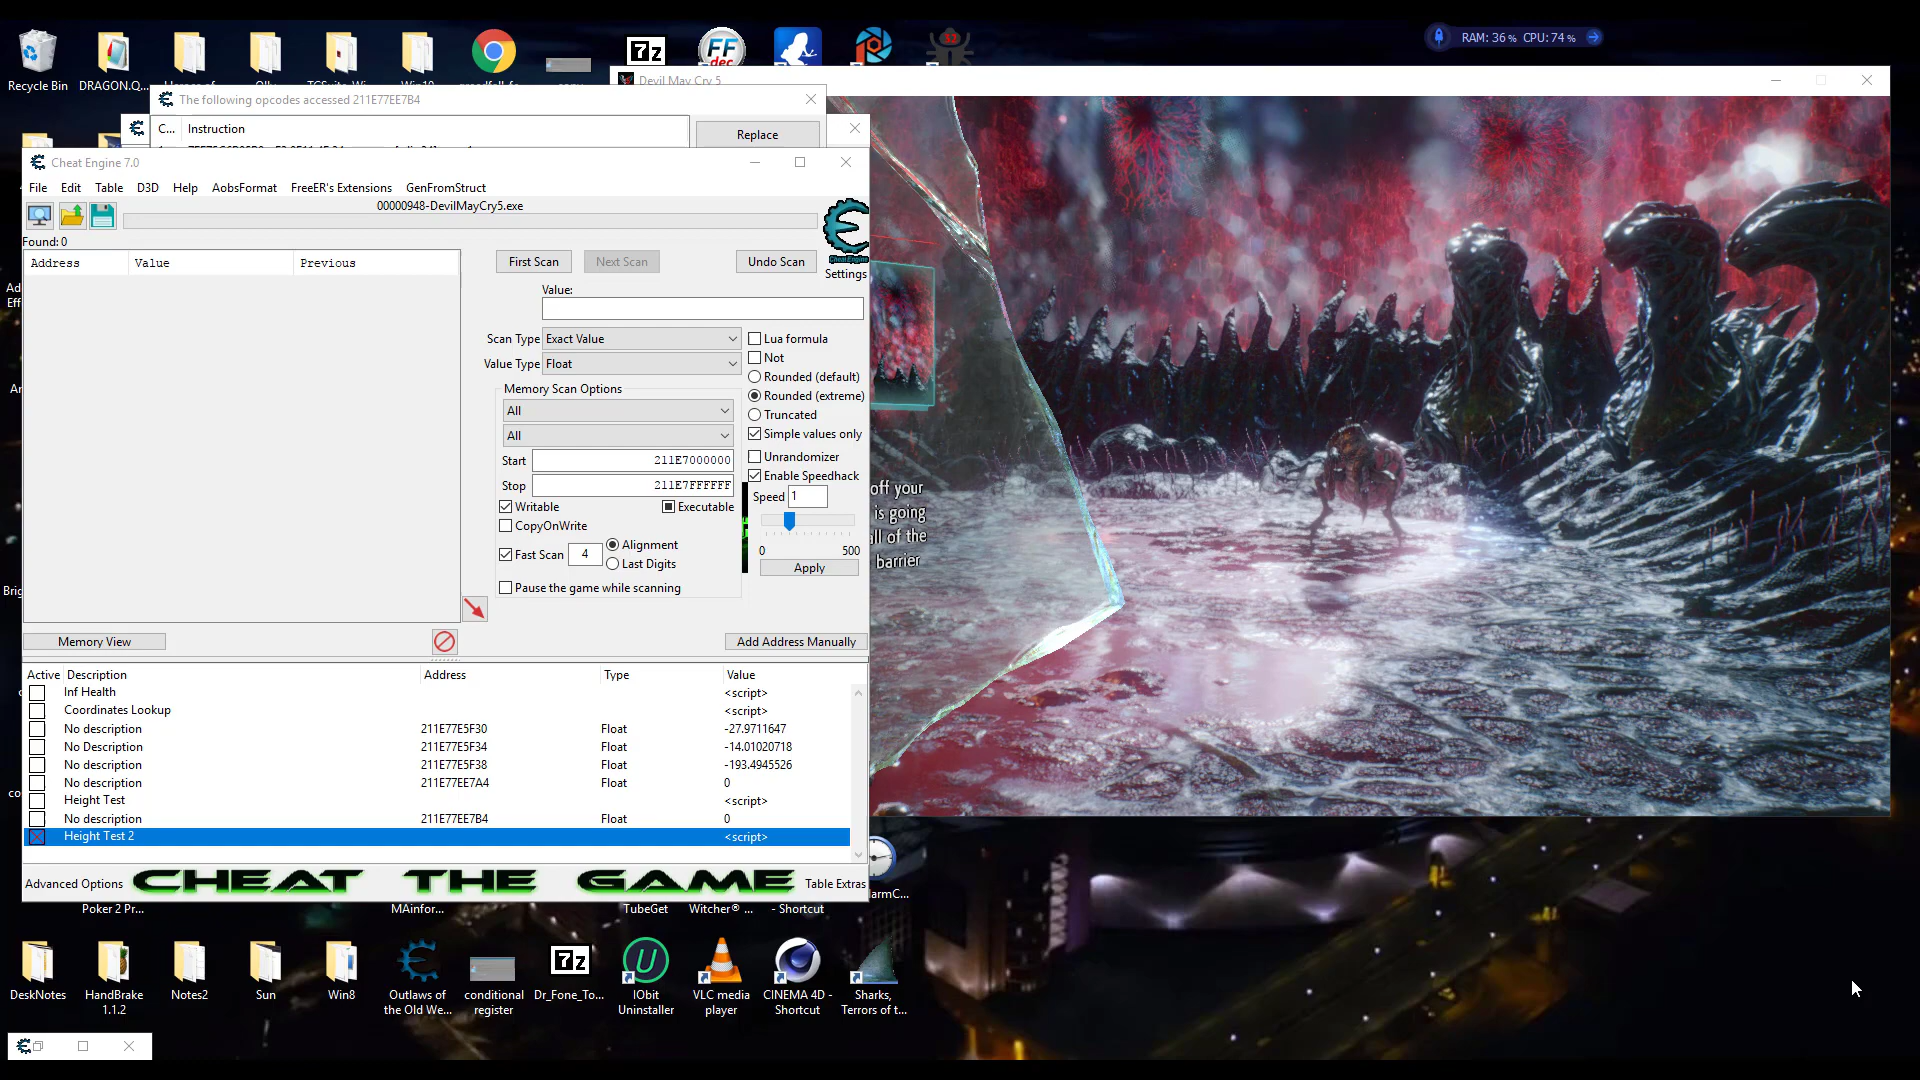 RAM: 36 % CPU: 74 %
Recycle Bin
DRAGON.Q...
Devil May Cry 5
The following opcodes accessed 211E77EE7B4
C... Instruction
Replace
Cheat Engine 7.0
File Edit Table D3D Help AobsFormat FreeER's Extensions GenFromStruct
00000948-DevilMayCry5.exe
Found: 0
Address Value Previous
First Scan Next Scan Undo Scan
Cheat Engine
Settings
Value:
Scan Type Exact Value
Value Type Float
Lua formula
Not
Rounded (default)
Rounded (extreme)
Truncated
Simple values only
Memory Scan Options
All
All
Start 211E7000000
Stop 211E7FFFFFF
Writable Executable
CopyOnWrite
Fast Scan 4 Alignment
Last Digits
Pause the game while scanning
Unrandomizer
Enable Speedhack
Speed 1
0 500
Apply
off your
is going
all of the
barrier
Memory View
Add Address Manually
Active Description Address Type Value
Inf Health <script>
Coordinates Lookup <script>
No description 211E77E5F30 Float -27.9711647
No Description 211E77E5F34 Float -14.01020718
No description 211E77E5F38 Float -193.4945526
No description 211E77EE7A4 Float 0
Height Test <script>
No description 211E77EE7B4 Float 0
Height Test 2 <script>
Advanced Options CHEAT THE GAME Table Extras
Poker 2 Pr...
MAinfor...
TubeGet
Witcher® ...
- Shortcut
larmC...
7z
FF
dec
7z
DeskNotes
HandBrake
1.1.2
Notes2
Sun
Win8
Outlaws of
the Old We...
conditional
register
Dr_Fone_To...
IObit
Uninstaller
VLC media
player
CINEMA 4D -
Shortcut
Sharks,
Terrors of t...